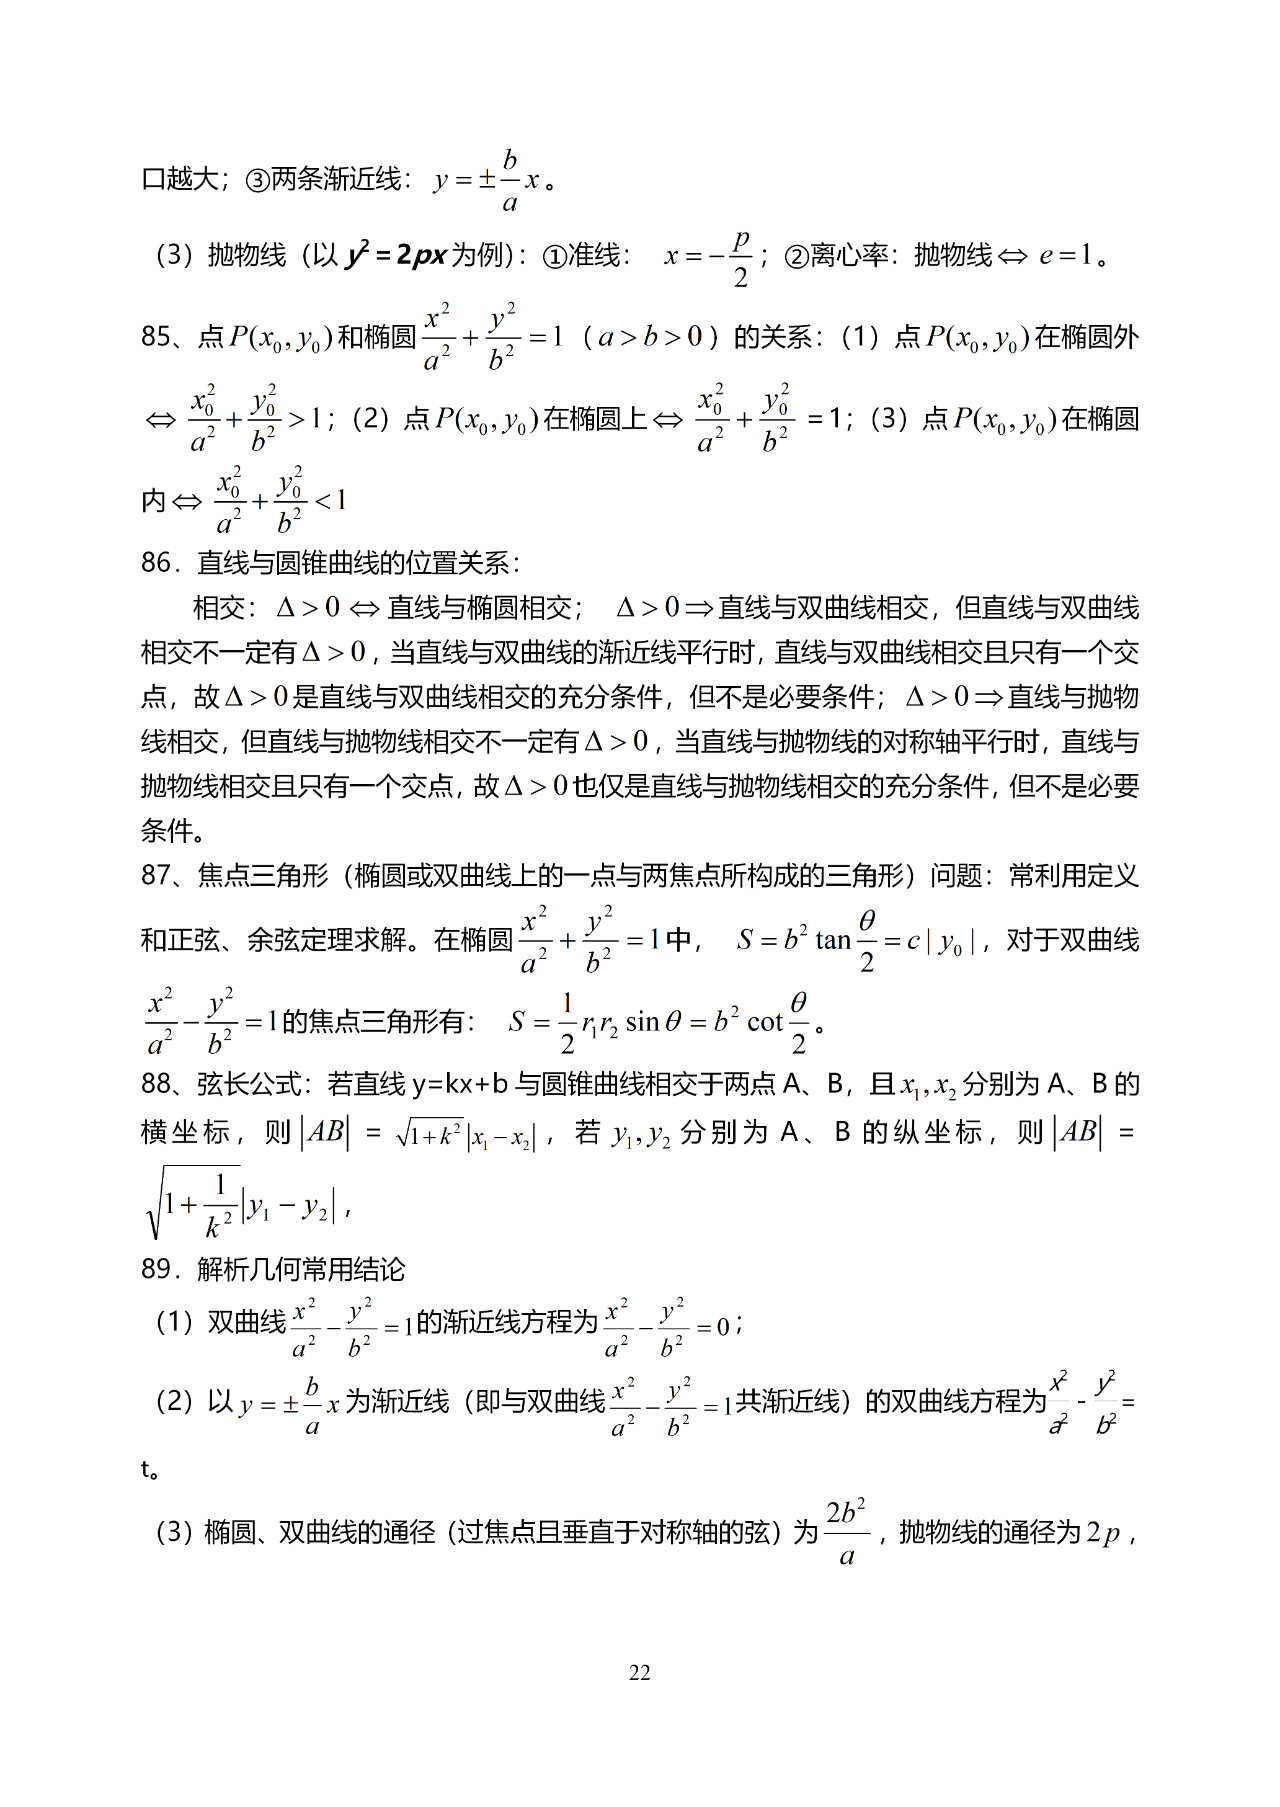 口越大；③两条渐近线： $y=\pm\frac{b}{a}x$。
（3）抛物线（以 $y^2=2px$ 为例）：①准线： $x=-\frac{p}{2}$；②离心率：抛物线⇔ $e=1$。
85、点 $P(x_0,y_0)$ 和椭圆 $\frac{x^2}{a^2}+\frac{y^2}{b^2}=1$（$a>b>0$）的关系：（1）点 $P(x_0,y_0)$ 在椭圆外
⇔ $\frac{x_0^2}{a^2}+\frac{y_0^2}{b^2}>1$；（2）点 $P(x_0,y_0)$ 在椭圆上⇔ $\frac{x_0^2}{a^2}+\frac{y_0^2}{b^2}$ =1；（3）点 $P(x_0,y_0)$ 在椭圆
内⇔ $\frac{x_0^2}{a^2}+\frac{y_0^2}{b^2}<1$
86．直线与圆锥曲线的位置关系：
相交： $\Delta>0$ ⇔ 直线与椭圆相交； $\Delta>0$ ⇒ 直线与双曲线相交，但直线与双曲线
相交不一定有 $\Delta>0$，当直线与双曲线的渐近线平行时，直线与双曲线相交且只有一个交
点，故 $\Delta>0$ 是直线与双曲线相交的充分条件，但不是必要条件； $\Delta>0$ ⇒ 直线与抛物
线相交，但直线与抛物线相交不一定有 $\Delta>0$，当直线与抛物线的对称轴平行时，直线与
抛物线相交且只有一个交点，故 $\Delta>0$ 也仅是直线与抛物线相交的充分条件，但不是必要
条件。
87、焦点三角形（椭圆或双曲线上的一点与两焦点所构成的三角形）问题：常利用定义
和正弦、余弦定理求解。在椭圆 $\frac{x^2}{a^2}+\frac{y^2}{b^2}=1$ 中， $S=b^2\tan\frac{\theta}{2}=c|y_0|$，对于双曲线
$\frac{x^2}{a^2}-\frac{y^2}{b^2}=1$ 的焦点三角形有： $S=\frac{1}{2}r_1r_2\sin\theta=b^2\cot\frac{\theta}{2}$。
88、弦长公式：若直线 y=kx+b 与圆锥曲线相交于两点 A、B，且 $x_1,x_2$ 分别为 A、B 的
横坐标，则 $|AB|$ = $\sqrt{1+k^2}|x_1-x_2|$，若 $y_1,y_2$ 分别为 A、B 的纵坐标，则 $|AB|$ =
$\sqrt{1+\frac{1}{k^2}}|y_1-y_2|$，
89．解析几何常用结论
（1）双曲线 $\frac{x^2}{a^2}-\frac{y^2}{b^2}=1$ 的渐近线方程为 $\frac{x^2}{a^2}-\frac{y^2}{b^2}=0$；
（2）以 $y=\pm\frac{b}{a}x$ 为渐近线（即与双曲线 $\frac{x^2}{a^2}-\frac{y^2}{b^2}=1$ 共渐近线）的双曲线方程为 $\frac{x^2}{a^2}-\frac{y^2}{b^2}$=
t。
（3）椭圆、双曲线的通径（过焦点且垂直于对称轴的弦）为 $\frac{2b^2}{a}$，抛物线的通径为 $2p$，
22